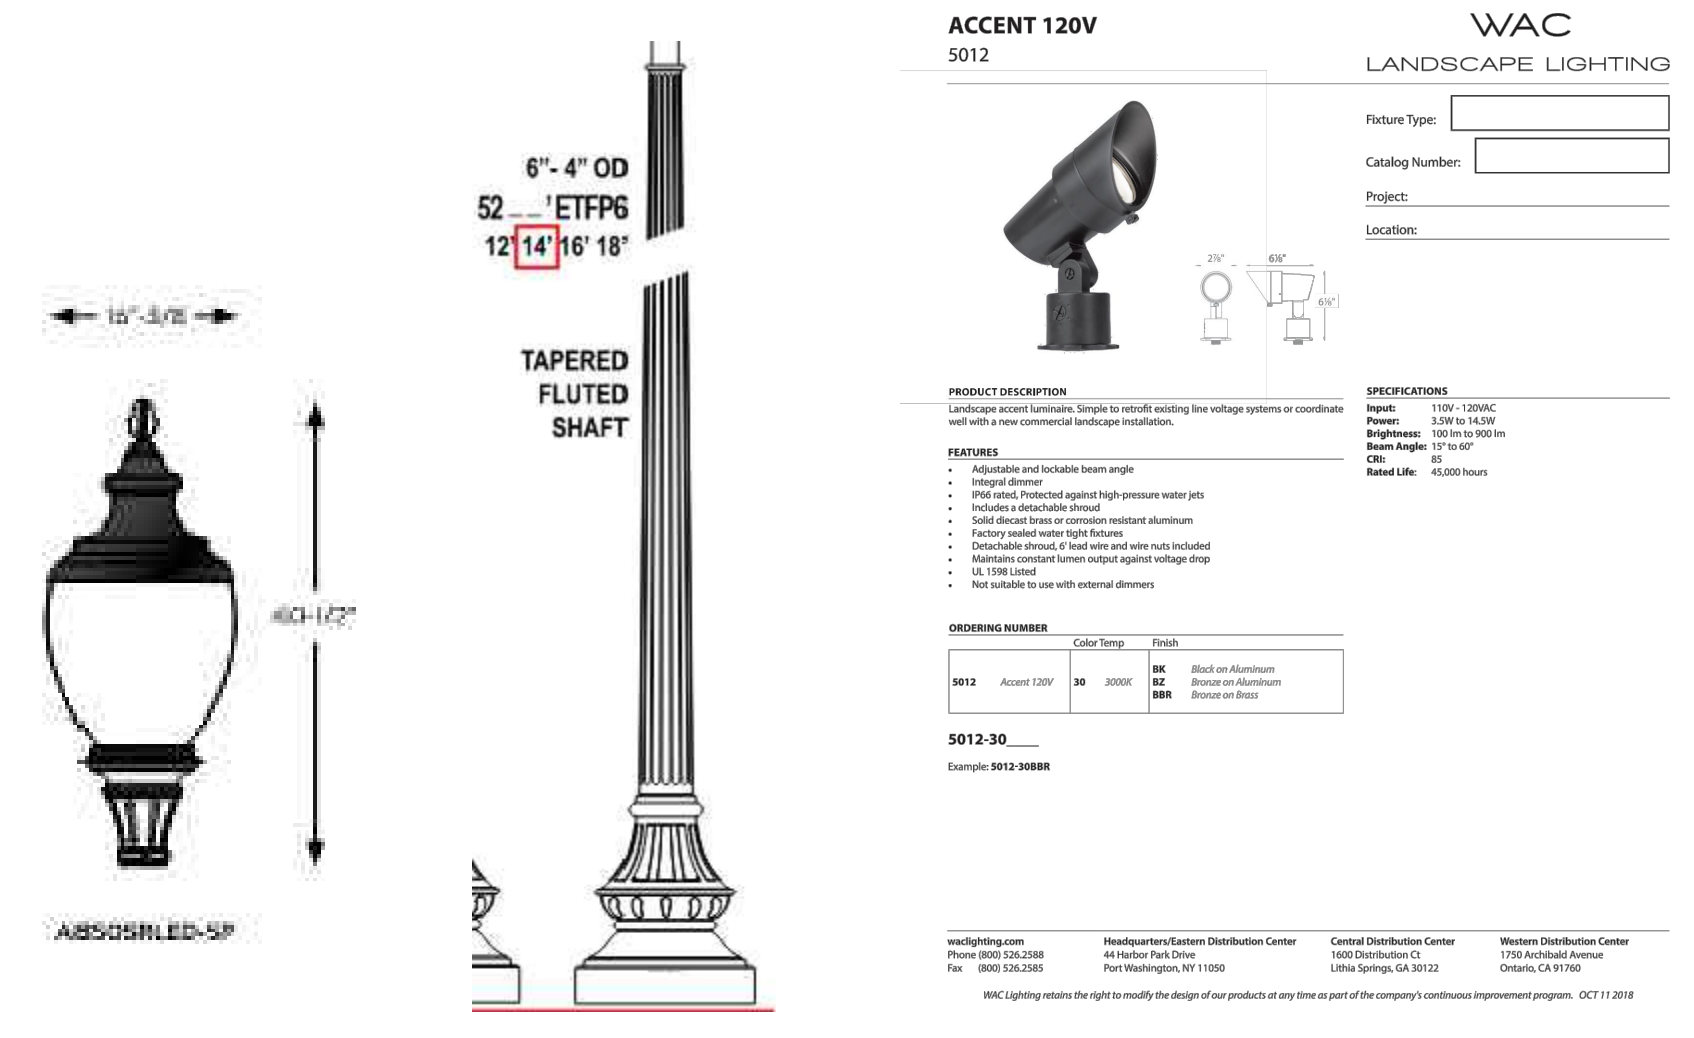 6"- 4" OD
52 _ _ ' ETFP6
12' 14' 16' 18'
TAPERED
FLUTED
SHAFT
ACCENT 120V
5012
WAC
LANDSCAPE LIGHTING
Fixture Type:
Catalog Number:
Project:
Location:
2⅞" 6⅛"
6⅛"
PRODUCT DESCRIPTION
Landscape accent luminaire. Simple to retrofit existing line voltage systems or coordinate
well with a new commercial landscape installation.
FEATURES
• Adjustable and lockable beam angle
• Integral dimmer
• IP66 rated, Protected against high-pressure water jets
• Includes a detachable shroud
• Solid diecast brass or corrosion resistant aluminum
• Factory sealed water tight fixtures
• Detachable shroud, 6' lead wire and wire nuts included
• Maintains constant lumen output against voltage drop
• UL 1598 Listed
• Not suitable to use with external dimmers
SPECIFICATIONS
Input: 110V - 120VAC
Power: 3.5W to 14.5W
Brightness: 100 lm to 900 lm
Beam Angle: 15° to 60°
CRI: 85
Rated Life: 45,000 hours
ORDERING NUMBER
Color Temp Finish
BK Black on Aluminum
5012 Accent 120V 30 3000K BZ Bronze on Aluminum
BBR Bronze on Brass
5012-30____
Example: 5012-30BBR
waclighting.com
Phone (800) 526.2588
Fax (800) 526.2585
Headquarters/Eastern Distribution Center
44 Harbor Park Drive
Port Washington, NY 11050
Central Distribution Center
1600 Distribution Ct
Lithia Springs, GA 30122
Western Distribution Center
1750 Archibald Avenue
Ontario, CA 91760
WAC Lighting retains the right to modify the design of our products at any time as part of the company's continuous improvement program. OCT 11 2018